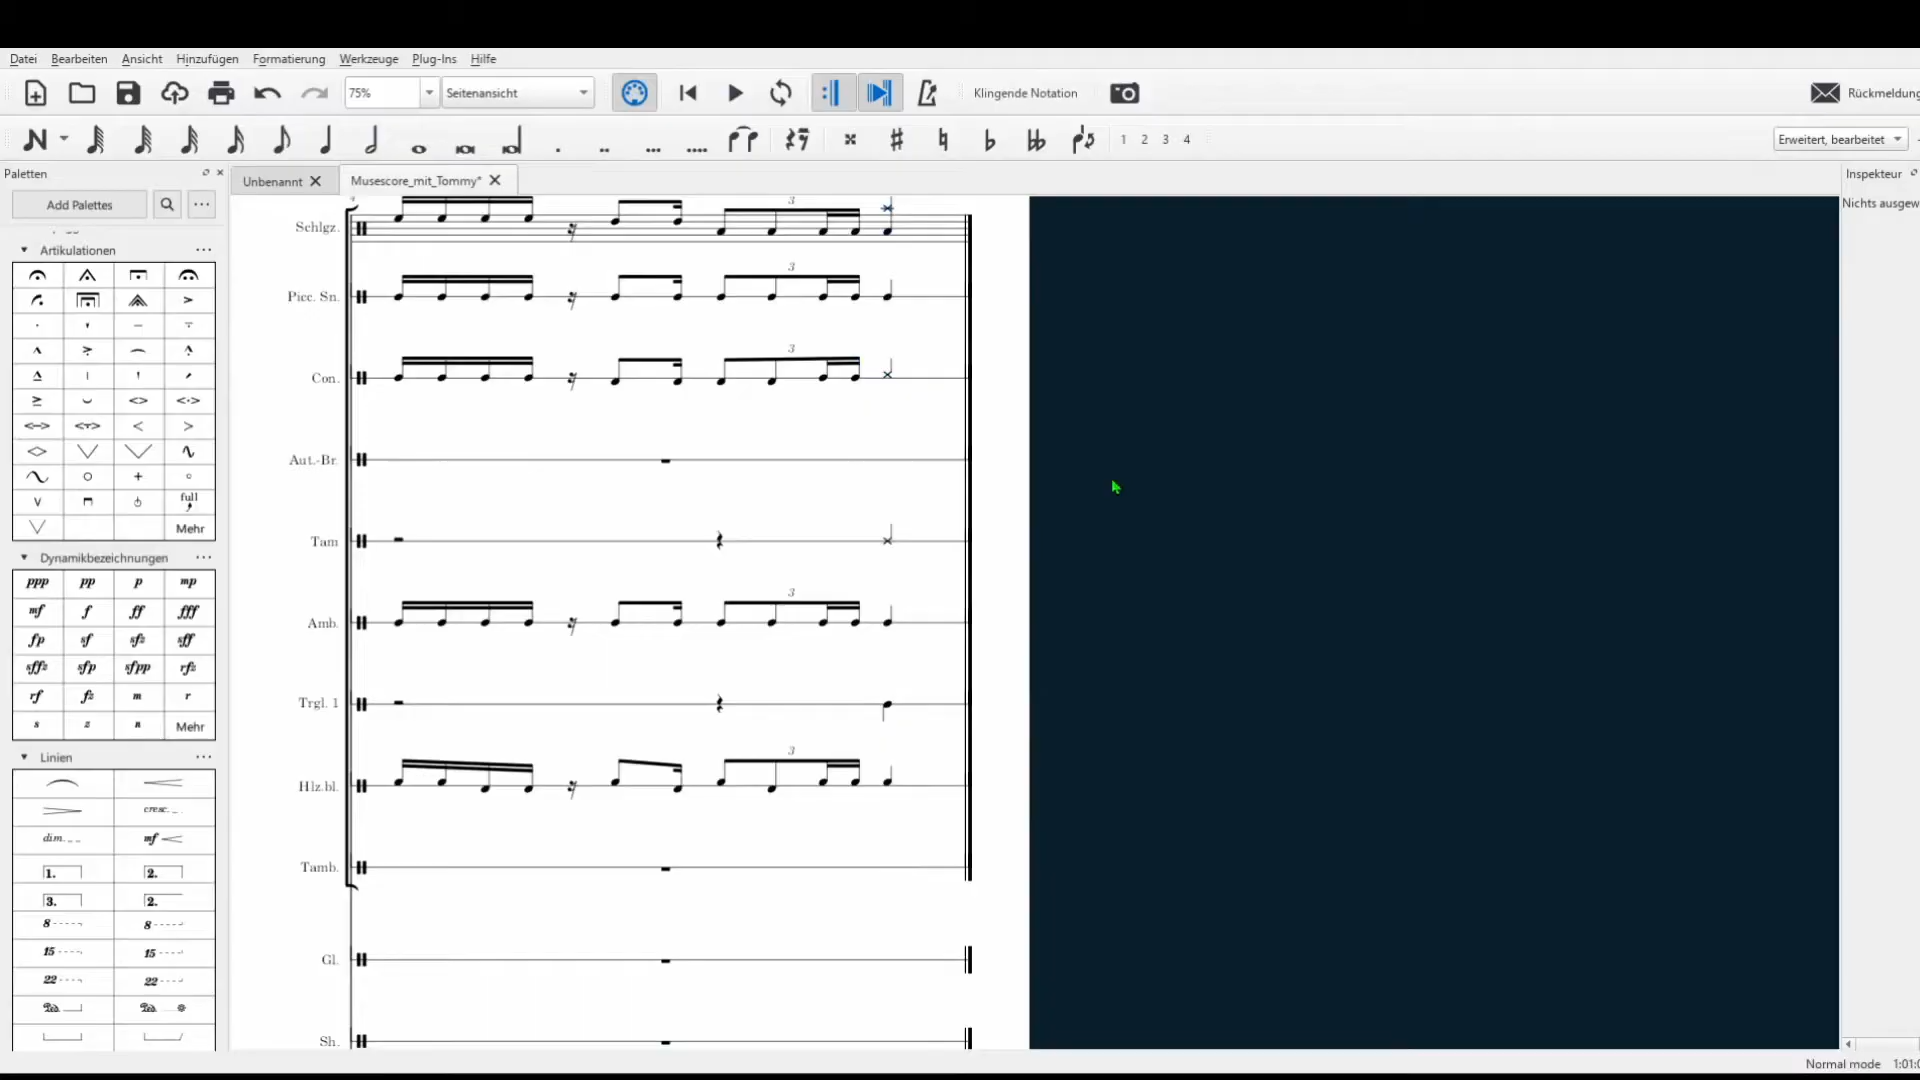 Datei Bearbeiten Ansicht Hinzufügen Formatierung Werkzeuge Plug-Ins Hilfe
75% Seitenansicht Klingende Notation Rückmeldung
1 2 3 4 Erweitert, bearbeitet
Paletten
Unbenannt Musescore_mit_Tommy*
Inspekteur
Add Palettes
Nichts ausgew
Artikulationen
full
Mehr
Dynamikbezeichnungen
ppp pp p mp
mf f ff fff
fp sf sfz sff
sffz sfp sfpp rfz
rf fz m r
s z n Mehr
Linien
cresc.
dim. mf
1. 2.
3. 2.
8 8
15 15
22 22
Schlgz.
3
Picc. Sn.
3
Con.
3
Aut.-Br.
Tam
Amb.
3
Trgl. 1
Hlz.bl.
3
Tamb.
Gl.
Sh.
Normal mode 1:01:0